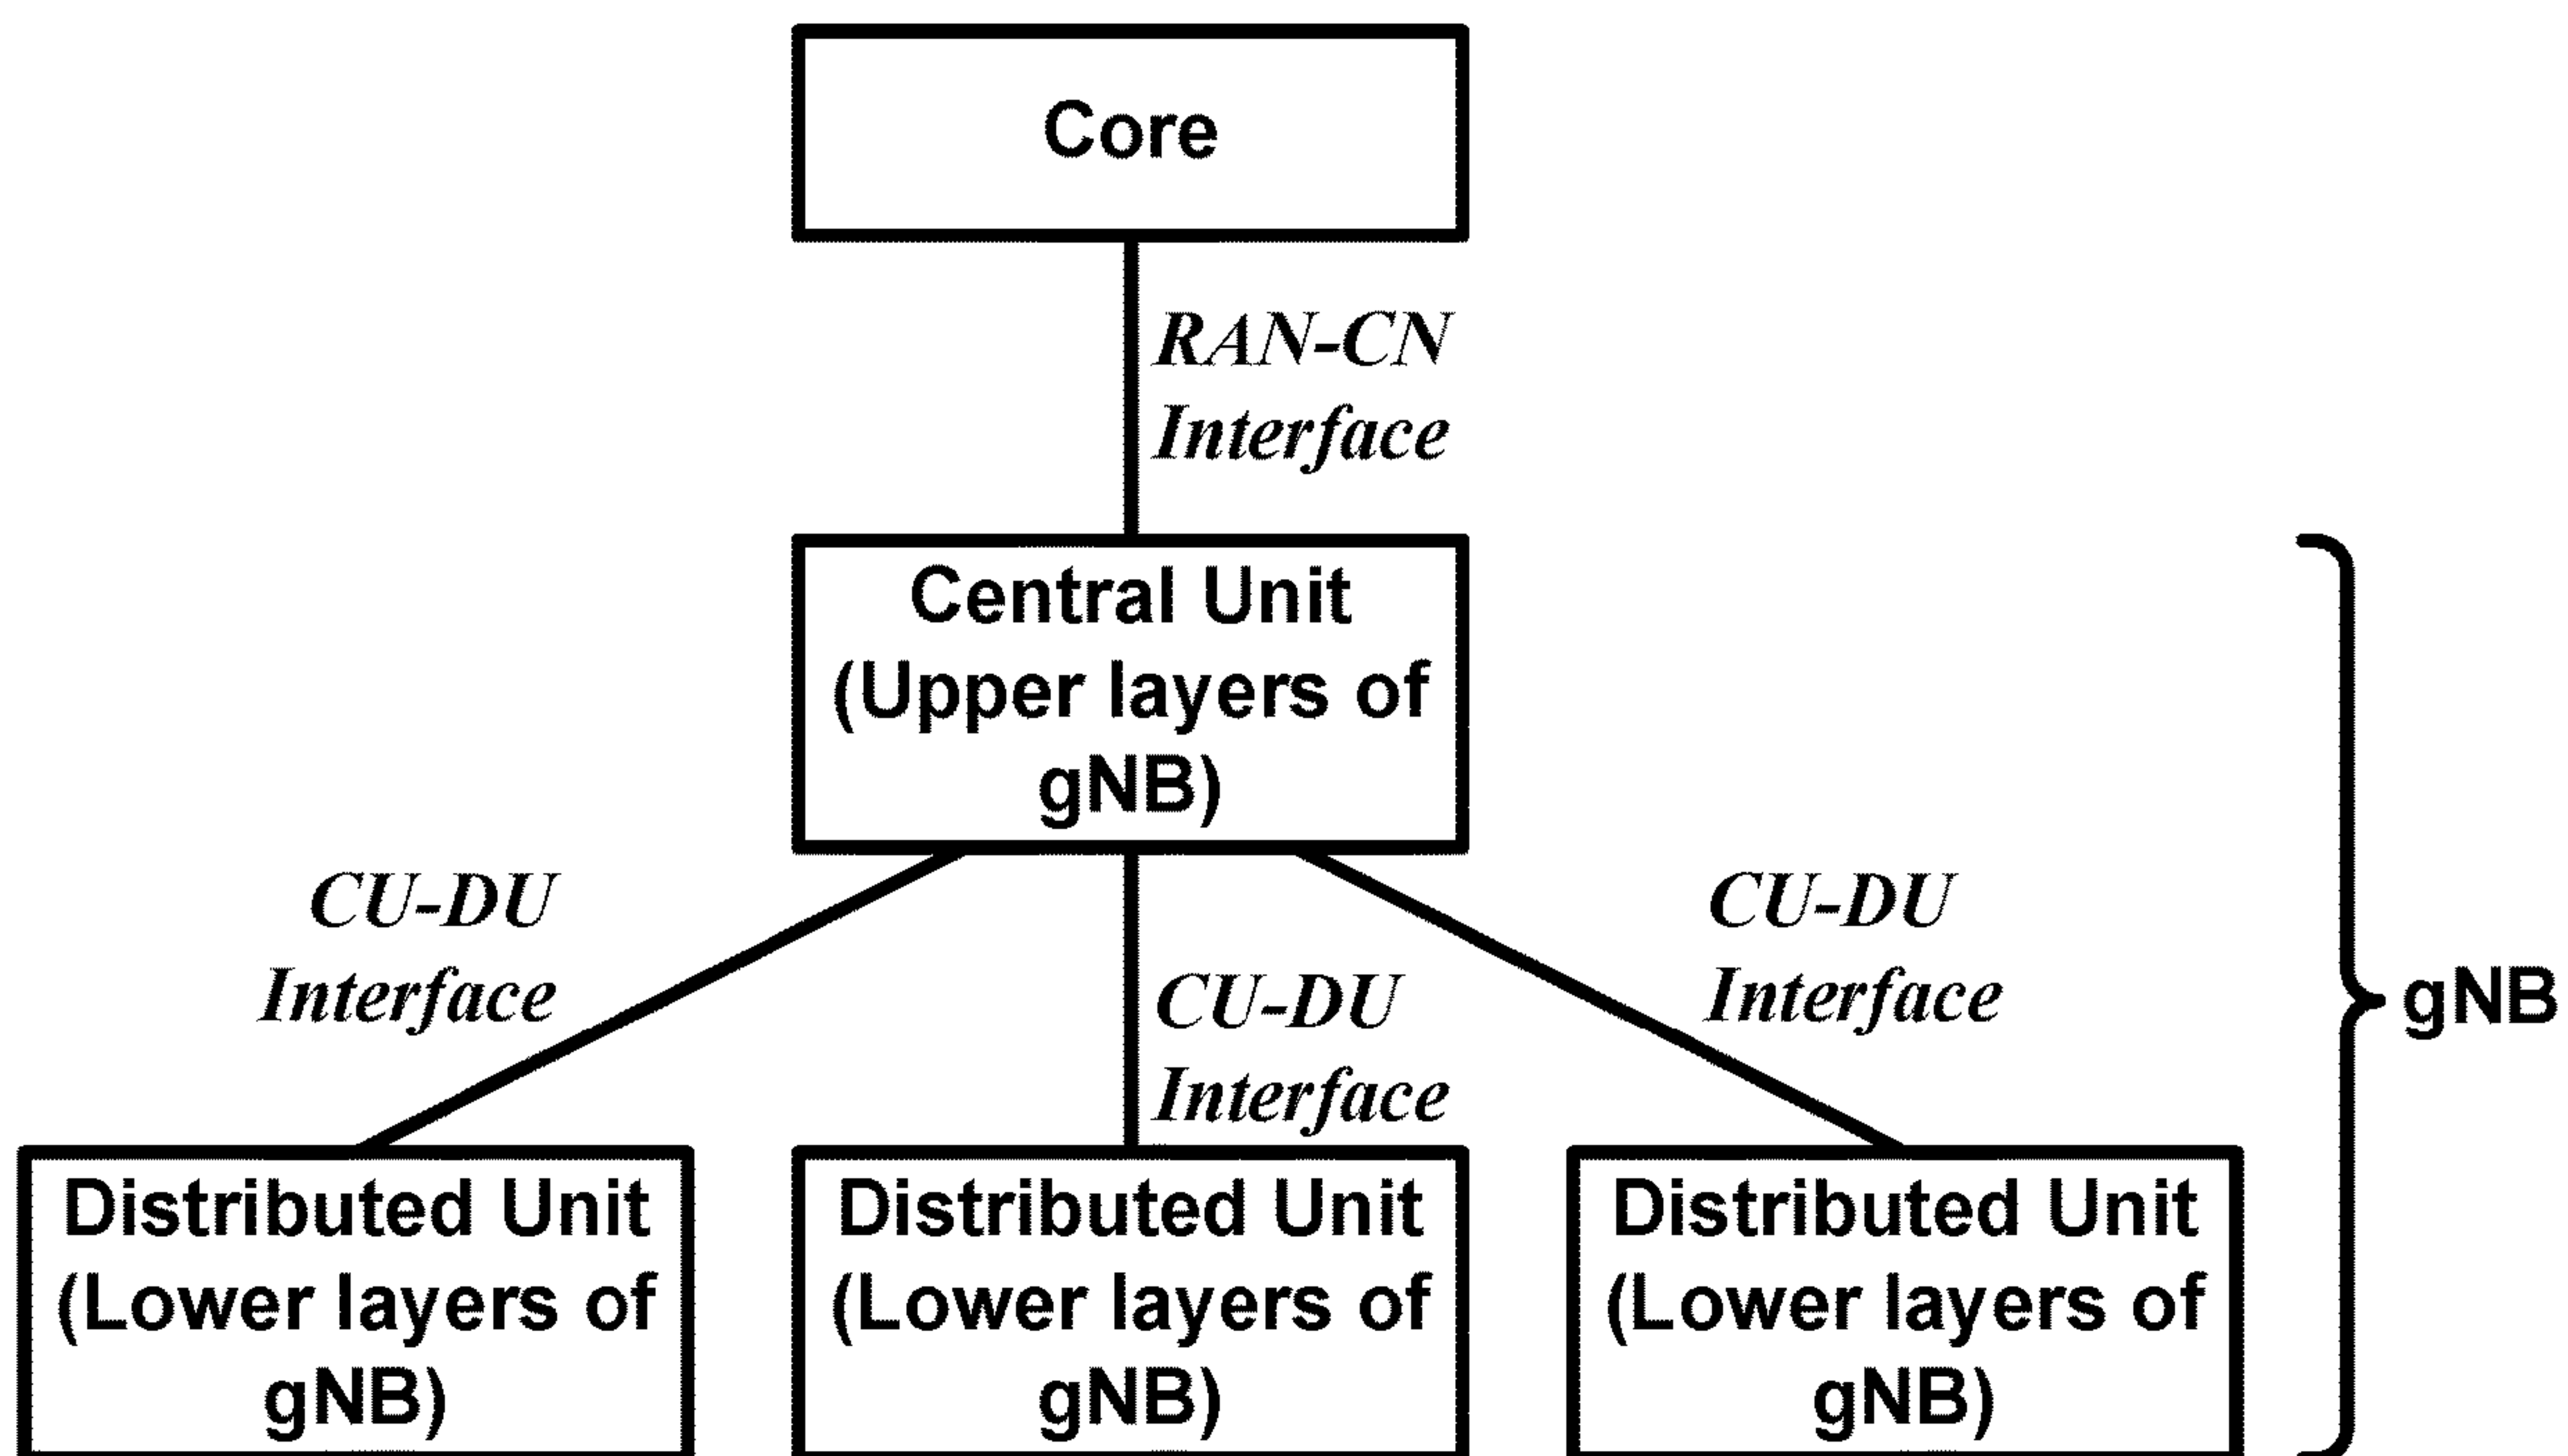 Core
RAN-CN
Interface
Central Unit
(Upper layers of
gNB)
CU-DU
Interface
CU-DU
Interface
CU-DU
Interface
gNB
Distributed Unit
(Lower layers of
gNB)
Distributed Unit
(Lower layers of
gNB)
Distributed Unit
(Lower layers of
gNB)